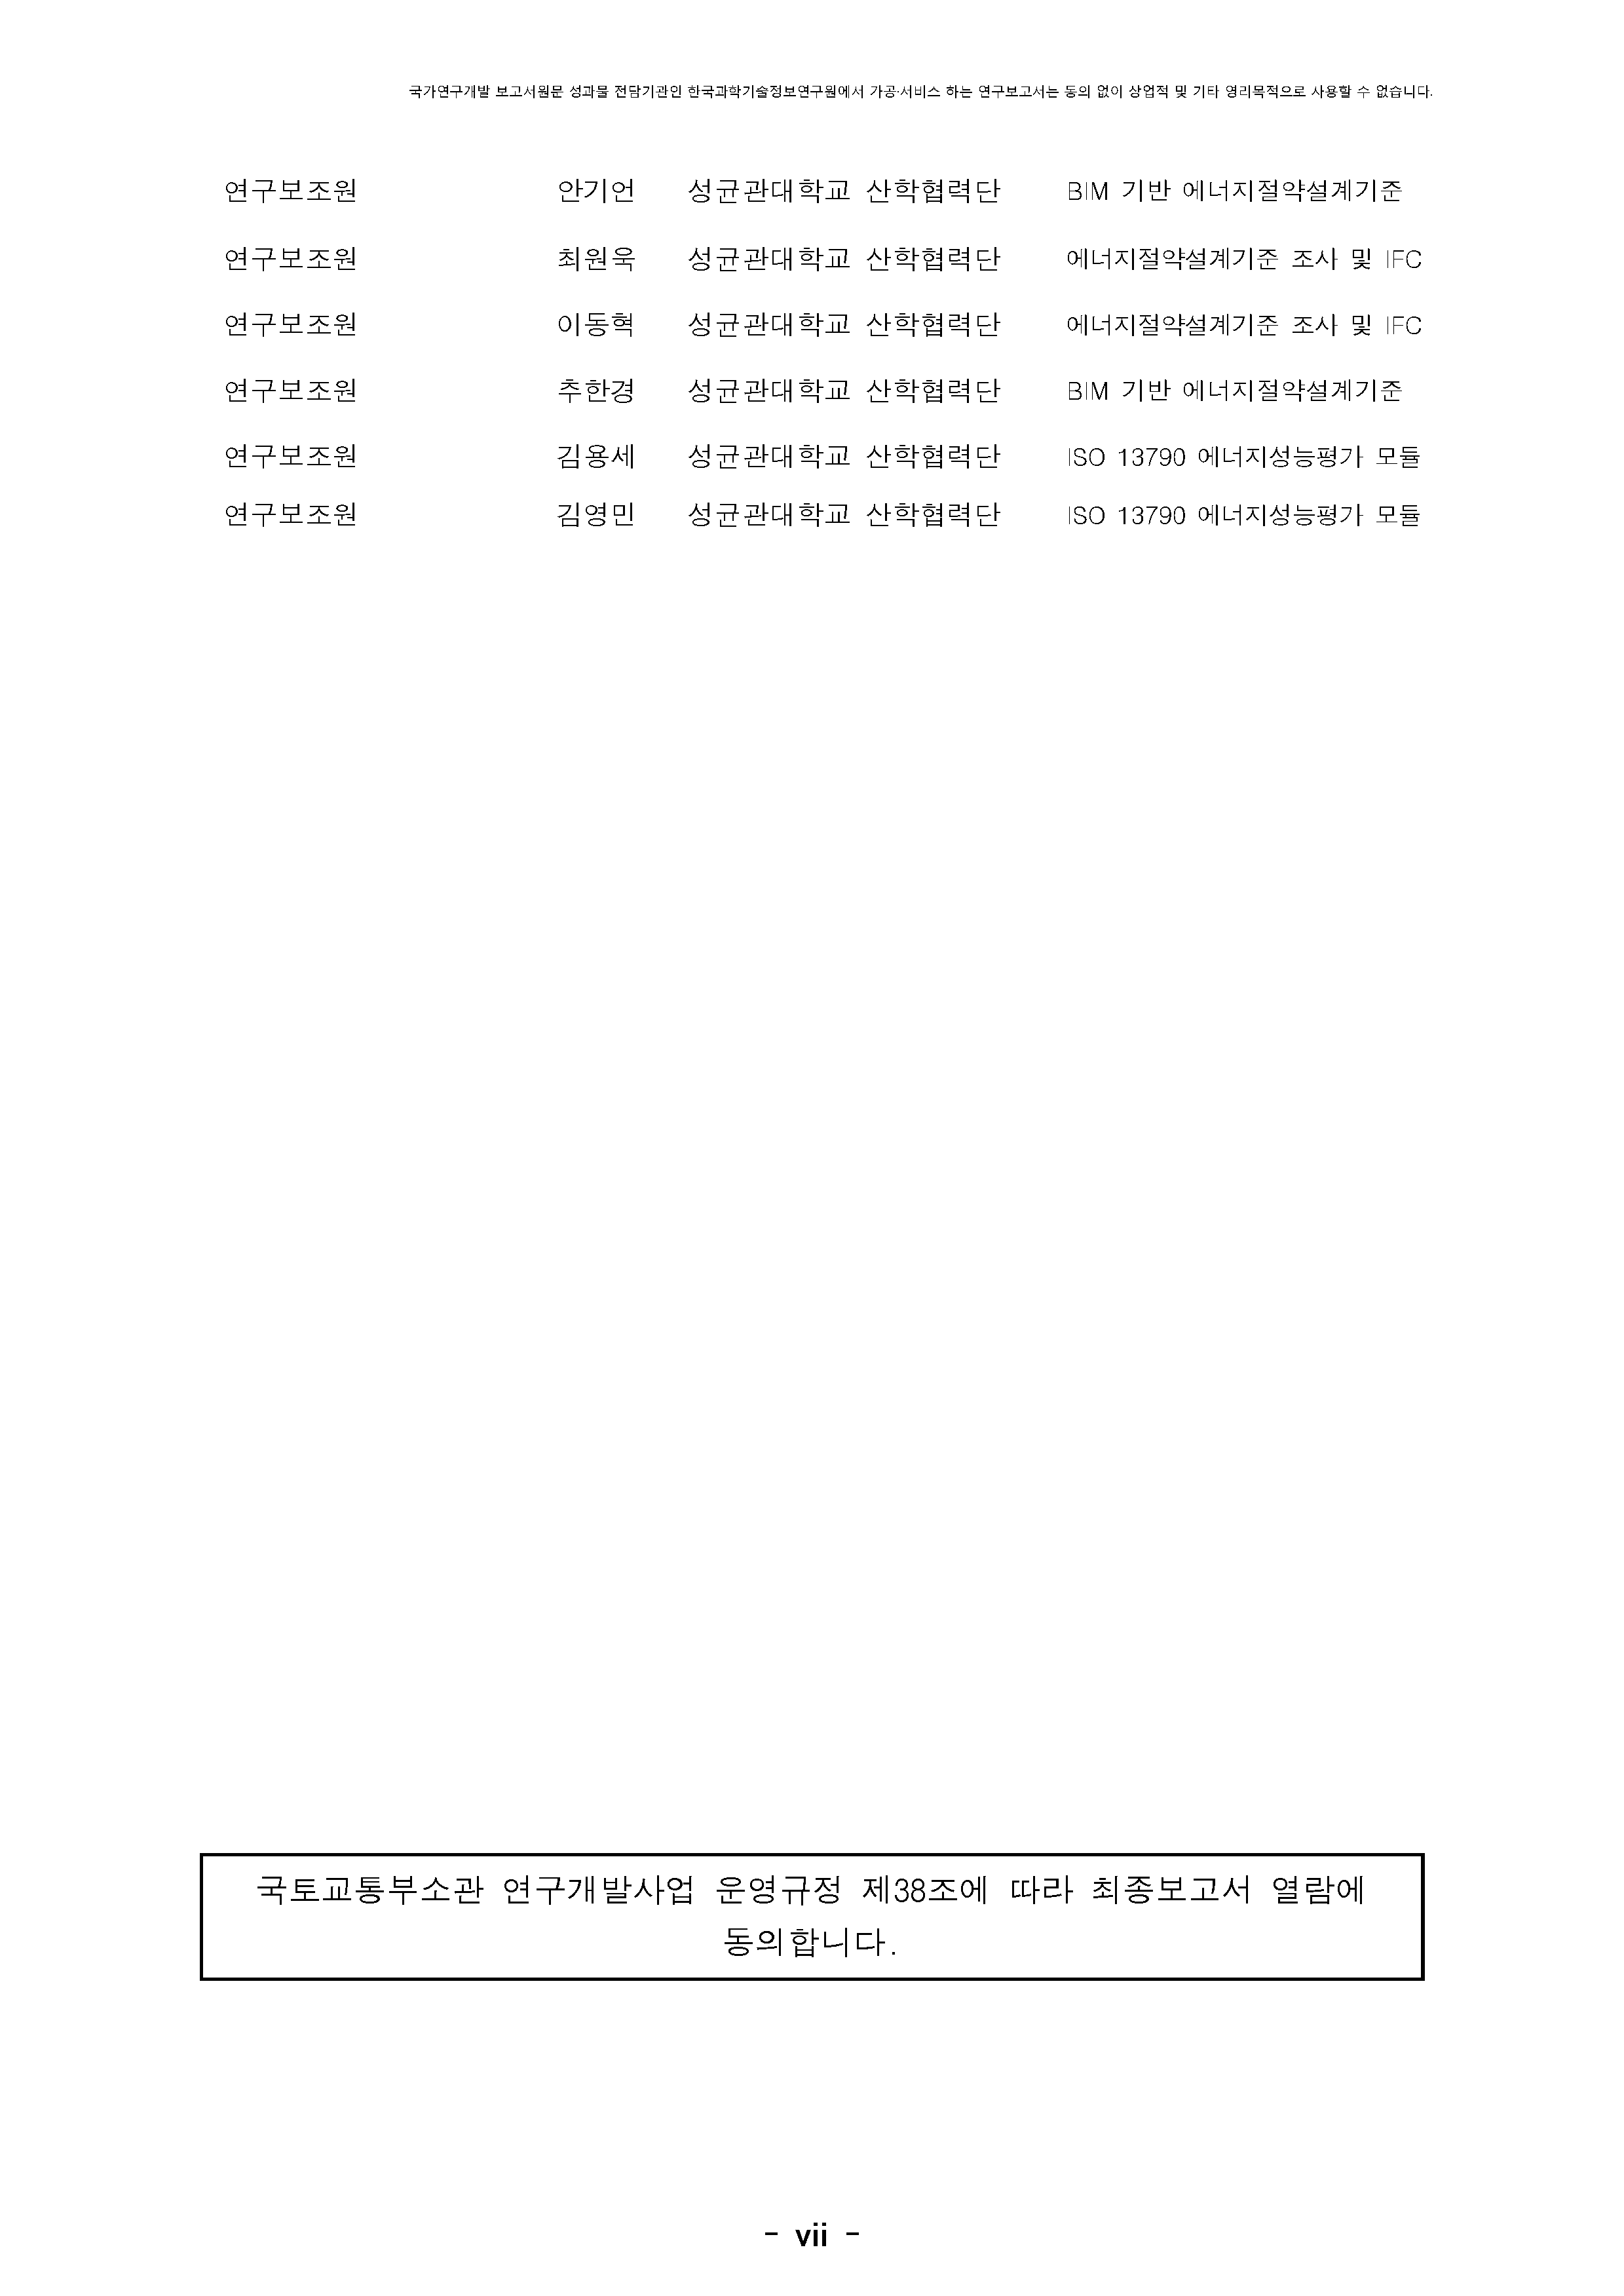 국가연구개발 보고서원문 성과물 전담기관인 한국과학기술정보연구원에서 가공·서비스 하는 연구보고서는 동의 없이 상업적 및 기타 영리목적으로 사용할 수 없습니다.
연구보조원 안기언 성균관대학교 산학협력단 BIM 기반 에너지절약설계기준
연구보조원 최원욱 성균관대학교 산학협력단 에너지절약설계기준 조사 및 IFC
연구보조원 이동혁 성균관대학교 산학협력단 에너지절약설계기준 조사 및 IFC
연구보조원 추한경 성균관대학교 산학협력단 BIM 기반 에너지절약설계기준
연구보조원 김용세 성균관대학교 산학협력단 ISO 13790 에너지성능평가 모듈
연구보조원 김영민 성균관대학교 산학협력단 ISO 13790 에너지성능평가 모듈
국토교통부소관 연구개발사업 운영규정 제38조에 따라 최종보고서 열람에
동의합니다.
- vii -